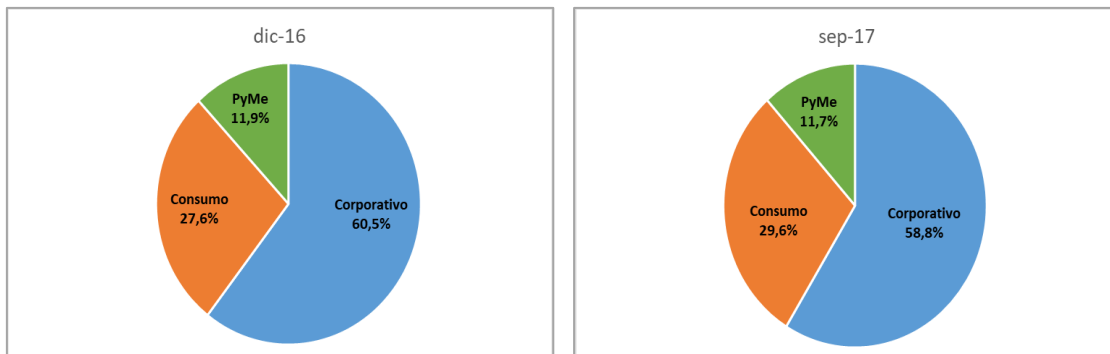 dic-16
PyMe
11,9%
Consumo
27,6%
Corporativo
60,5%
sep-17
PyMe
11,7%
Consumo
29,6%
Corporativo
58,8%